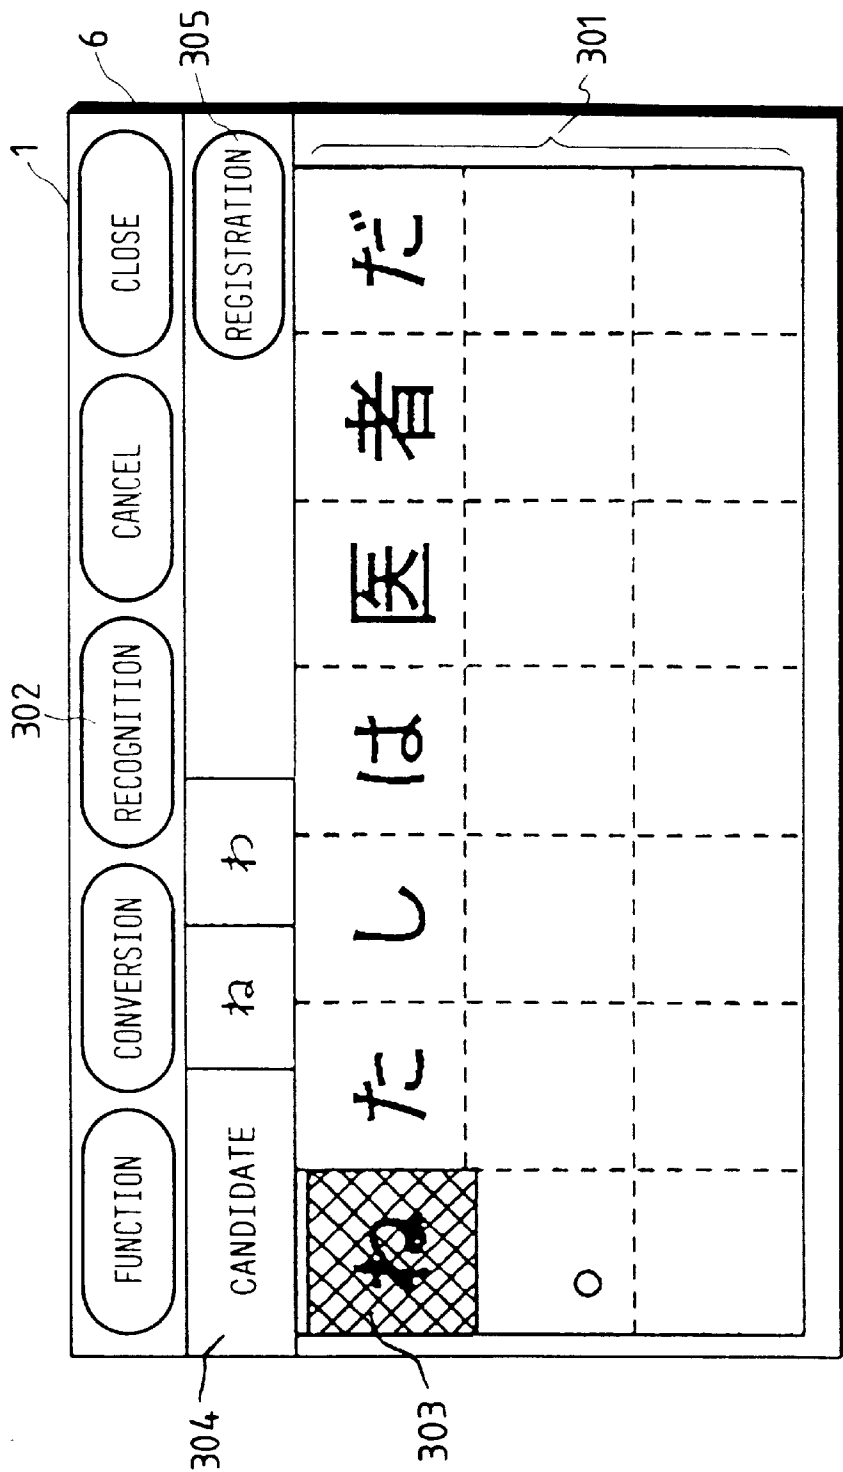 302 1
6
FUNCTION CONVERSION RECOGNITION CANCEL CLOSE
304 CANDIDATE ね わ REGISTRATION 305
303 ねたしは医者だ
。
301